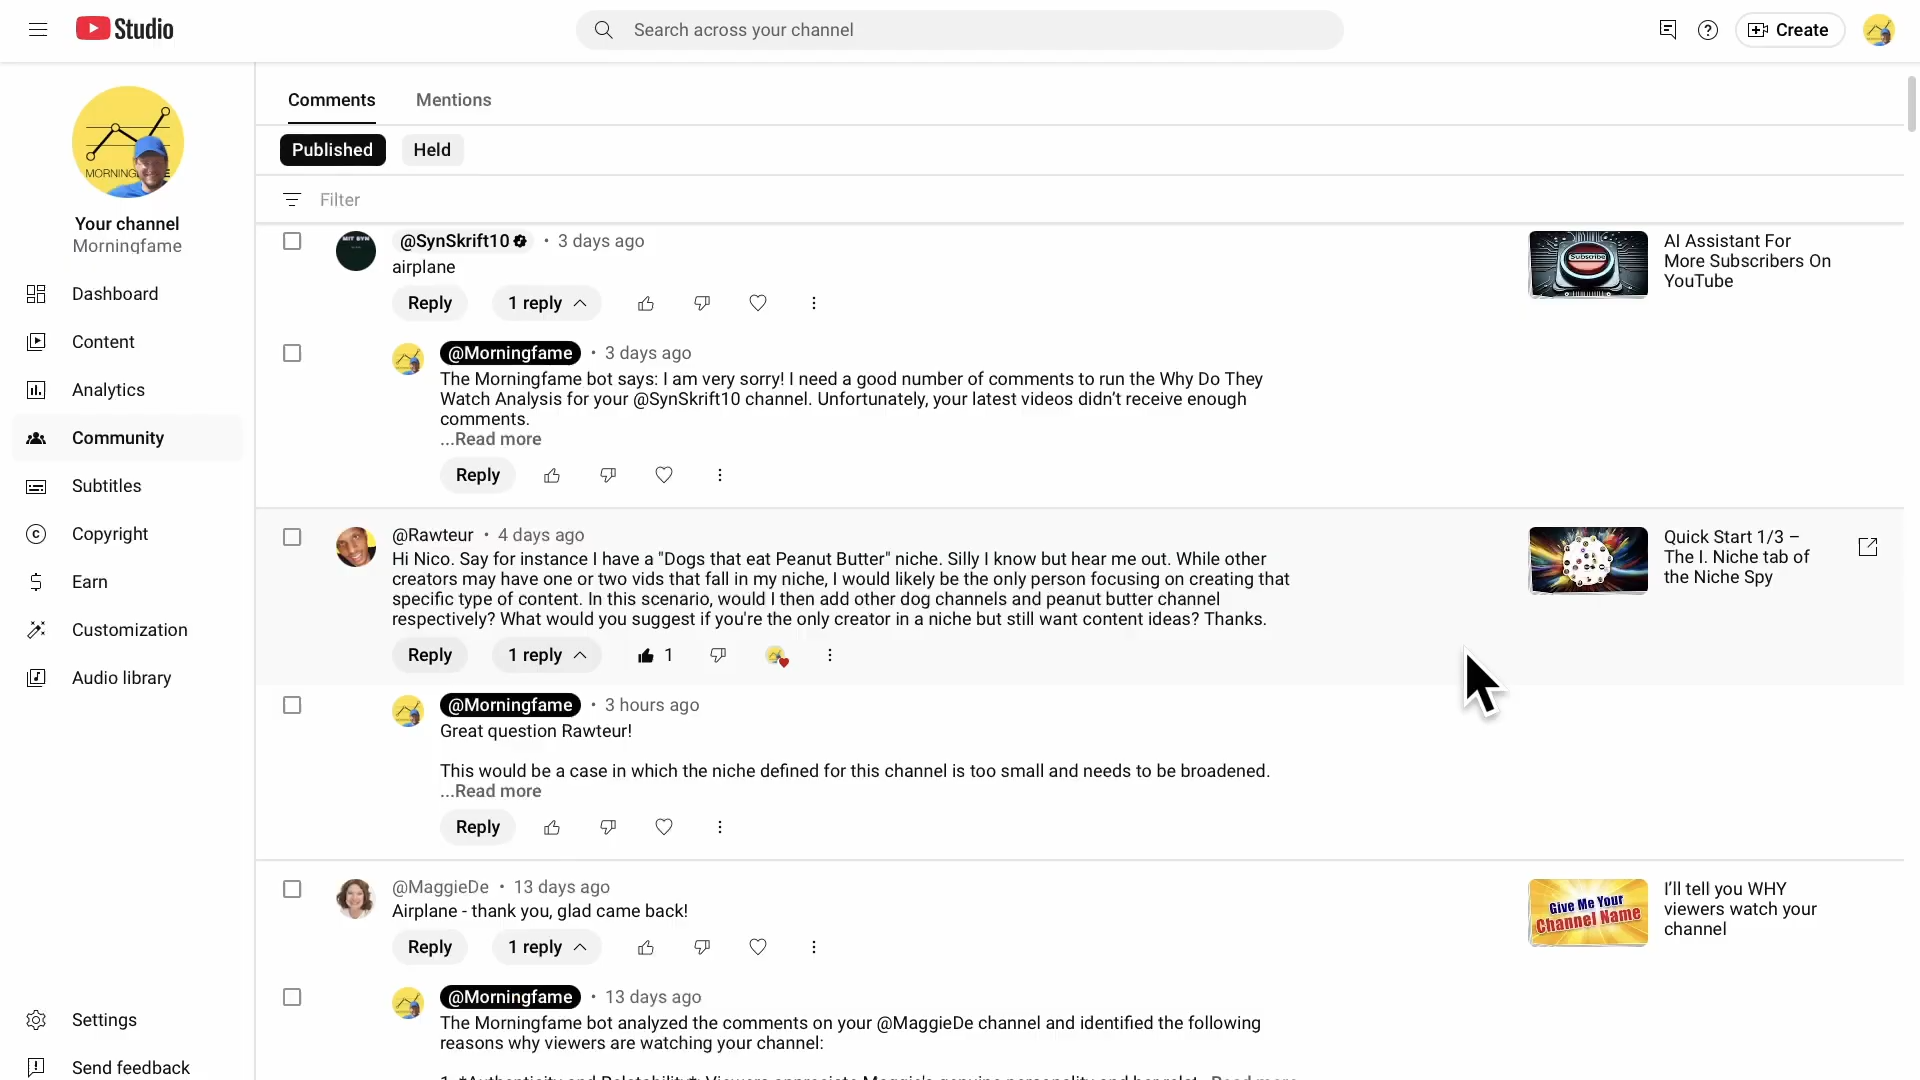 Studio
Search across your channel
Create
MORNING
Your channel
Morningfame
Dashboard
Content
Analytics
Community
Subtitles
Copyright
Earn
Customization
Audio library
Settings
Send feedback
Comments
Mentions
Published
Held
Filter
@SynSkrift10 • 3 days ago
airplane
Reply
1 reply
Subscribe
AI Assistant For
More Subscribers On
YouTube
@Morningfame • 3 days ago
The Morningfame bot says: I am very sorry! I need a good number of comments to run the Why Do They
Watch Analysis for your @SynSkrift10 channel. Unfortunately, your latest videos didn’t receive enough
comments.
...Read more
Reply
@Rawteur • 4 days ago
Hi Nico. Say for instance I have a "Dogs that eat Peanut Butter" niche. Silly I know but hear me out. While other
creators may have one or two vids that fall in my niche, I would likely be the only person focusing on creating that
specific type of content. In this scenario, would I then add other dog channels and peanut butter channel
respectively? What would you suggest if you're the only creator in a niche but still want content ideas? Thanks.
Reply
1 reply
1
Quick Start 1/3 –
The I. Niche tab of
the Niche Spy
@Morningfame • 3 hours ago
Great question Rawteur!
This would be a case in which the niche defined for this channel is too small and needs to be broadened.
...Read more
Reply
@MaggieDe • 13 days ago
Airplane - thank you, glad came back!
Reply
1 reply
Give Me Your
Channel Name
I’ll tell you WHY
viewers watch your
channel
@Morningfame • 13 days ago
The Morningfame bot analyzed the comments on your @MaggieDe channel and identified the following
reasons why viewers are watching your channel: